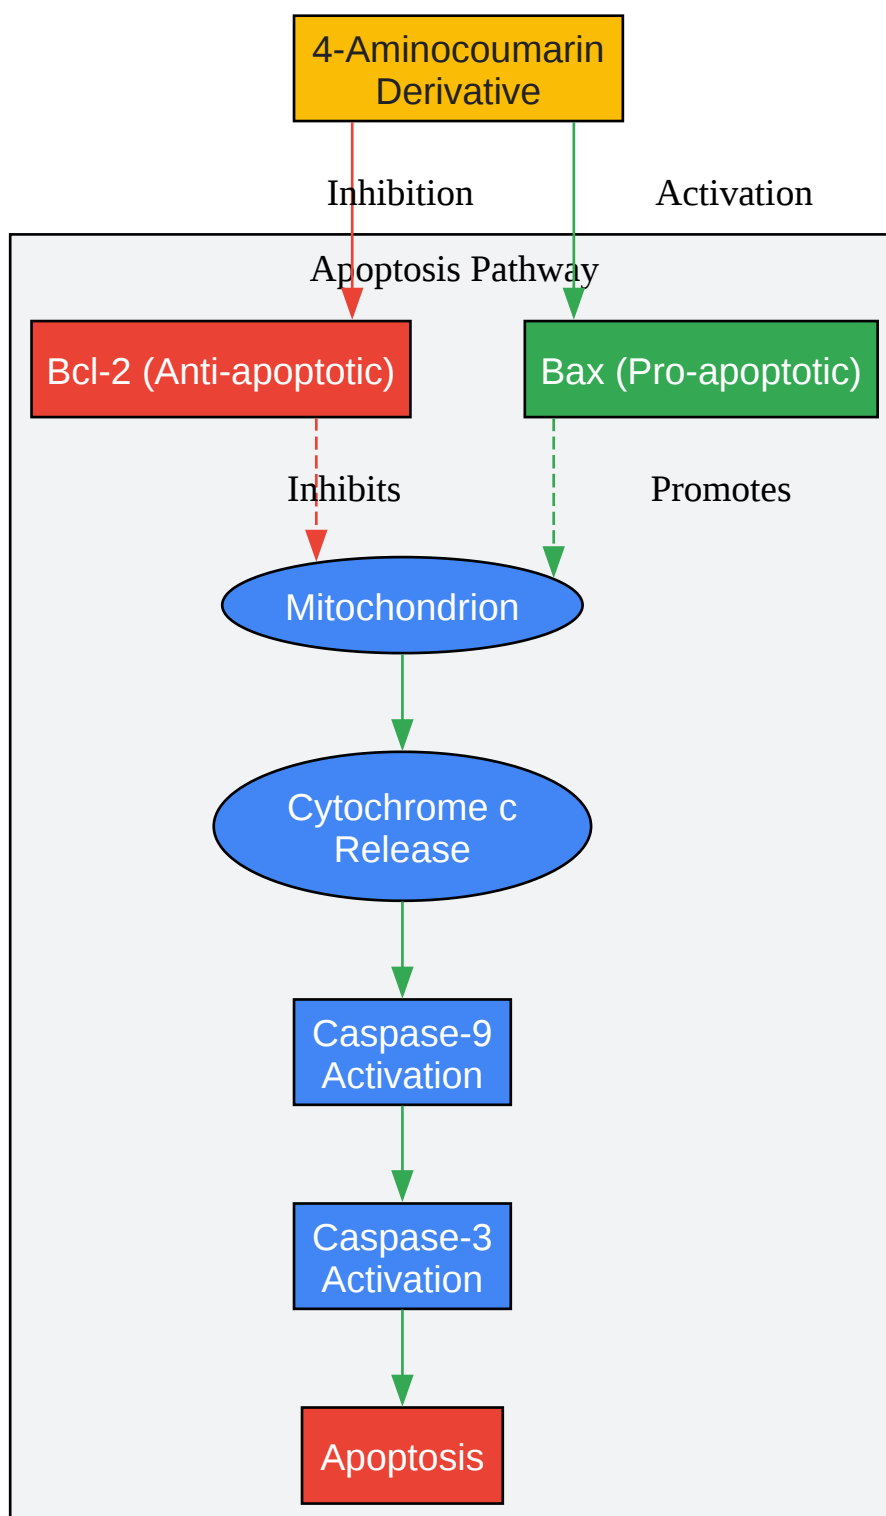 4-Aminocoumarin
Derivative
Inhibition
Activation
Apoptosis Pathway
Bcl-2 (Anti-apoptotic)
Bax (Pro-apoptotic)
Inhibits
Promotes
Mitochondrion
Cytochrome c
Release
Caspase-9
Activation
Caspase-3
Activation
Apoptosis